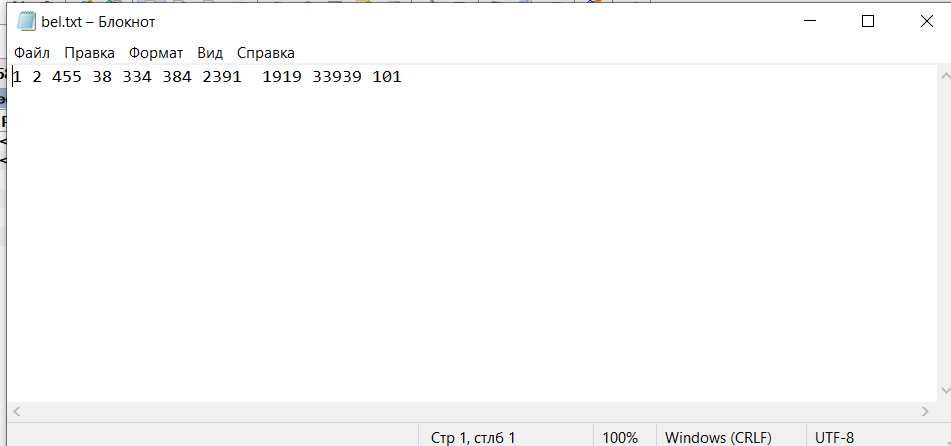 bel.txt – Блокнот
Файл Правка Формат Вид Справка
1 2 455 38 334 384 2391  1919 33939 101
Стр 1, стлб 1 100% Windows (CRLF) UTF-8